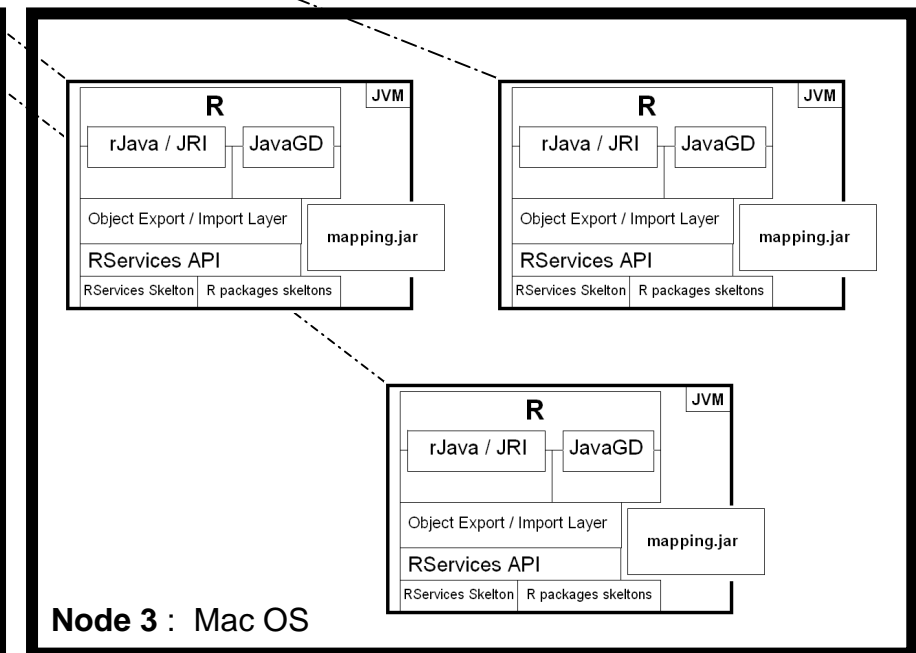 R
JVM
rJava / JRI
JavaGD
Object Export / Import Layer
mapping.jar
RServices API
RServices Skelton
R packages skeltons
R
JVM
rJava / JRI
JavaGD
Object Export / Import Layer
mapping.jar
RServices API
RServices Skelton
R packages skeltons
R
JVM
rJava / JRI
JavaGD
Object Export / Import Layer
mapping.jar
RServices API
RServices Skelton
R packages skeltons
Node 3 : Mac OS